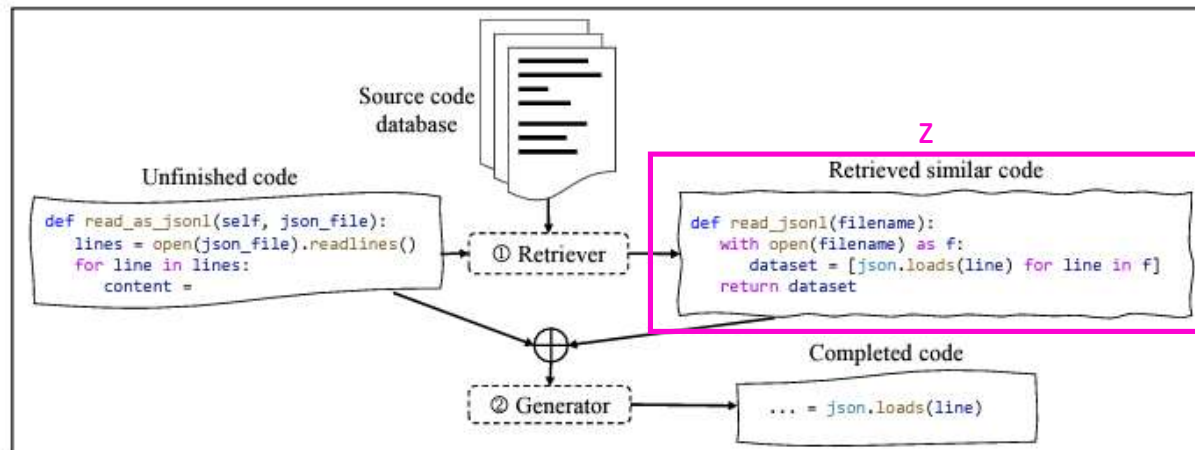 Source code
database
Z
Unfinished code
def read_as_jsonl(self, json_file):
lines = open(json_file).readlines()
for line in lines:
content =
① Retriever
Retrieved similar code
def read_jsonl(filename):
with open(filename) as f:
dataset = [json.loads(line) for line in f]
return dataset
② Generator
Completed code
... = json.loads(line)